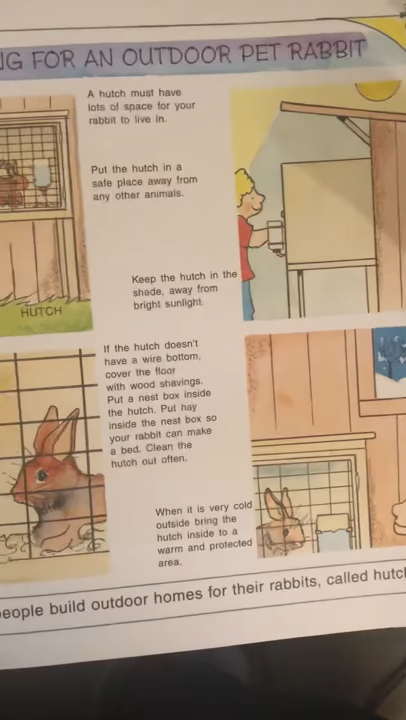 NG FOR AN OUTDOOR PET RABBIT
A hutch must have
lots of space for your
rabbit to live in.
Put the hutch in a
safe place away from
any other animals.
Keep the hutch in the
shade, away from
bright sunlight.
HUTCH
If the hutch doesn't
have a wire bottom,
cover the floor
with wood shavings.
Put a nest box inside
the hutch. Put hay
inside the nest box so
your rabbit can make
a bed. Clean the
hutch out often.
When it is very cold
outside bring the
hutch inside to a
warm and protected
area.
people build outdoor homes for their rabbits, called hutch